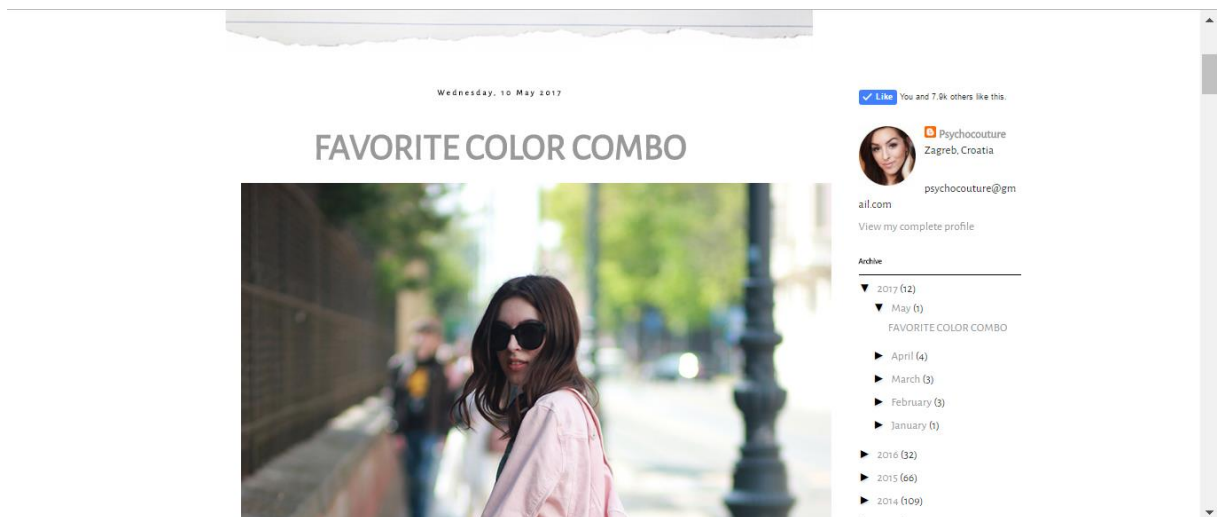 Wednesday, 10 May 2017
FAVORITE COLOR COMBO
Like You and 7.9k others like this.
Psychocouture
Zagreb, Croatia
psychocouture@gm
ail.com
View my complete profile
Archive
▼ 2017 (12)
▼ May (1)
FAVORITE COLOR COMBO
► April (4)
► March (3)
► February (3)
► January (1)
► 2016 (32)
► 2015 (66)
► 2014 (109)